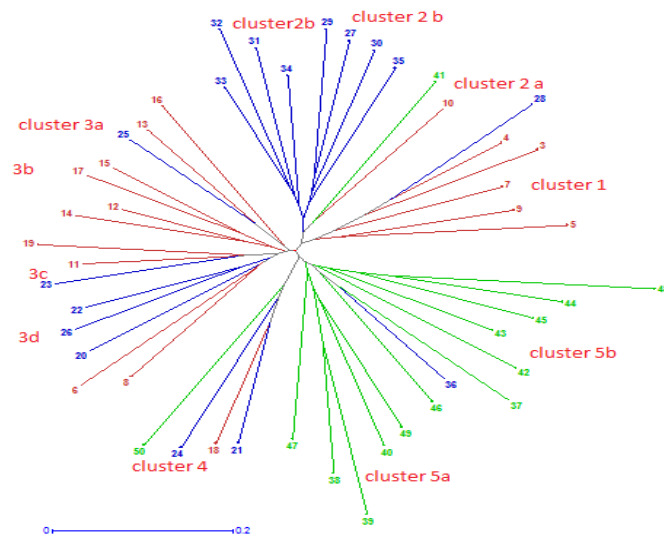 32 cluster2b 29 cluster 2 b
31 27 30
34 35
33 41 cluster 2 a
16 10 28
cluster 3a 13
25 4 3
3b 15
17 7 cluster 1
14 12 9
5
19
3c 11
23 4
22 44
26 45
3d 43
20 cluster 5b
42
6 8 36
46 37
50 24 18 21 47 49
cluster 4 40
38 cluster 5a
39
0 0.2